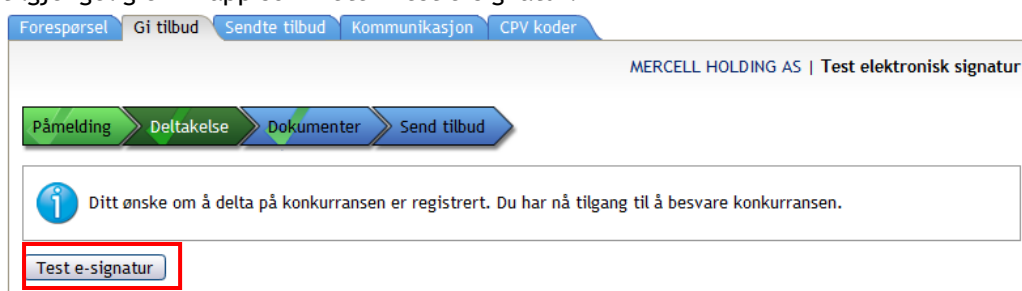 Forespørsel Gi tilbud Sendte tilbud Kommunikasjon CPV koder
MERCELL HOLDING AS | Test elektronisk signatur
Påmelding Deltakelse Dokumenter Send tilbud
Ditt ønske om å delta på konkurransen er registrert. Du har nå tilgang til å besvare konkurransen.
Test e-signatur